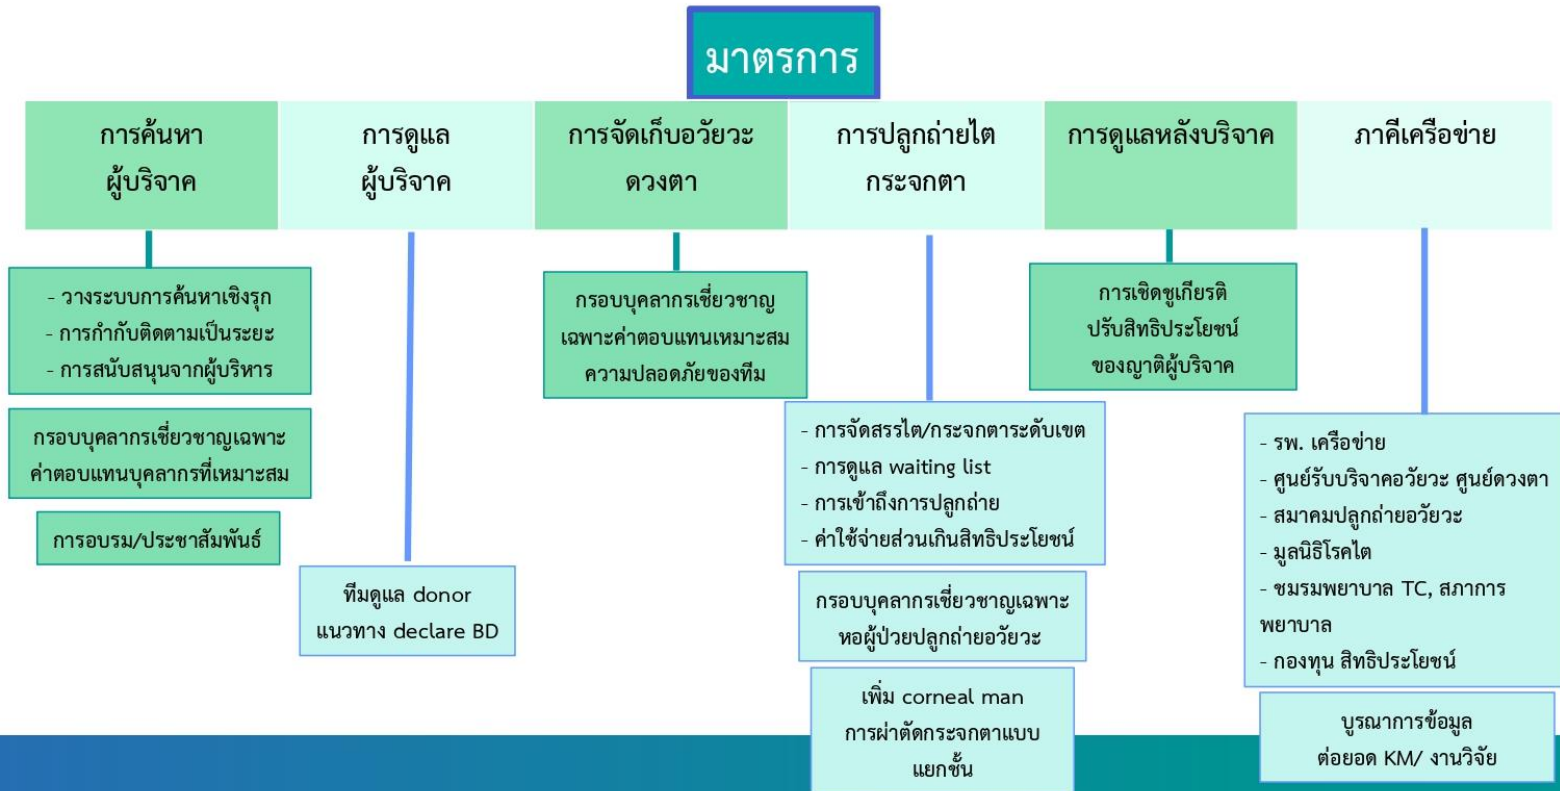 มาตรการ
การค้นหา
ผู้บริจาค
การดูแล
ผู้บริจาค
การจัดเก็บอวัยวะ
ดวงตา
การปลูกถ่ายไต
กระจกตา
การดูแลหลังบริจาค
ภาคีเครือข่าย
- วางระบบการค้นหาเชิงรุก
- การกำกับติดตามเป็นระยะ
- การสนับสนุนจากผู้บริหาร
กรอบบุคลากรเชี่ยวชาญเฉพาะ
ค่าตอบแทนบุคลากรที่เหมาะสม
การอบรม/ประชาสัมพันธ์
ทีมดูแล donor
แนวทาง declare BD
กรอบบุคลากรเชี่ยวชาญ
เฉพาะค่าตอบแทนเหมาะสม
ความปลอดภัยของทีม
- การจัดสรรไต/กระจกตาระดับเขต
- การดูแล waiting list
- การเข้าถึงการปลูกถ่าย
- ค่าใช้จ่ายส่วนเกินสิทธิประโยชน์
กรอบบุคลากรเชี่ยวชาญเฉพาะ
หอผู้ป่วยปลูกถ่ายอวัยวะ
เพิ่ม corneal man
การผ่าตัดกระจกตาแบบ
แยกชั้น
การเชิดชูเกียรติ
ปรับสิทธิประโยชน์
ของญาติผู้บริจาค
- รพ. เครือข่าย
- ศูนย์รับบริจาคอวัยวะ ศูนย์ดวงตา
- สมาคมปลูกถ่ายอวัยวะ
- มูลนิธิโรคไต
- ชมรมพยาบาล TC, สภาการ
พยาบาล
- กองทุน สิทธิประโยชน์
บูรณาการข้อมูล
ต่อยอด KM/ งานวิจัย